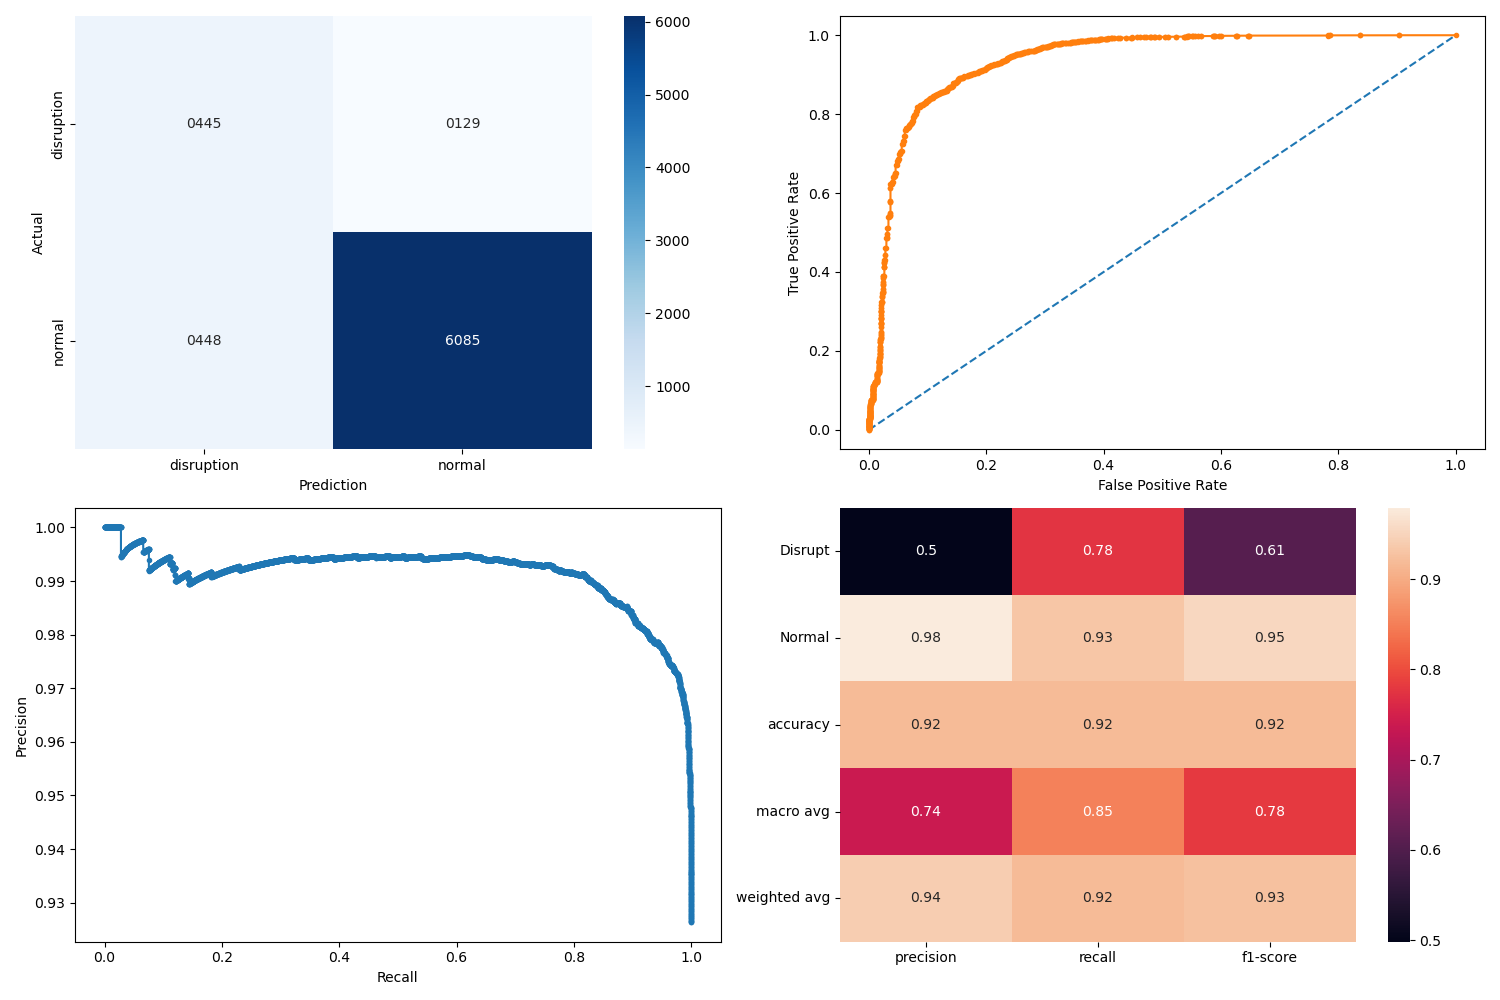 6000
5000
4000
3000
2000
1000
0445
0129
0448
6085
disruption
normal
Actual
disruption
normal
Prediction
1.0
0.8
0.6
0.4
0.2
0.0
True Positive Rate
0.0
0.2
0.4
0.6
0.8
1.0
False Positive Rate
1.00
0.99
0.98
0.97
0.96
0.95
0.94
0.93
Precision
0.0
0.2
0.4
0.6
0.8
1.0
Recall
Disrupt 0.5 0.78 0.61
Normal 0.98 0.93 0.95
accuracy 0.92 0.92 0.92
macro avg 0.74 0.85 0.78
weighted avg 0.94 0.92 0.93
precision recall f1-score
0.9
0.8
0.7
0.6
0.5